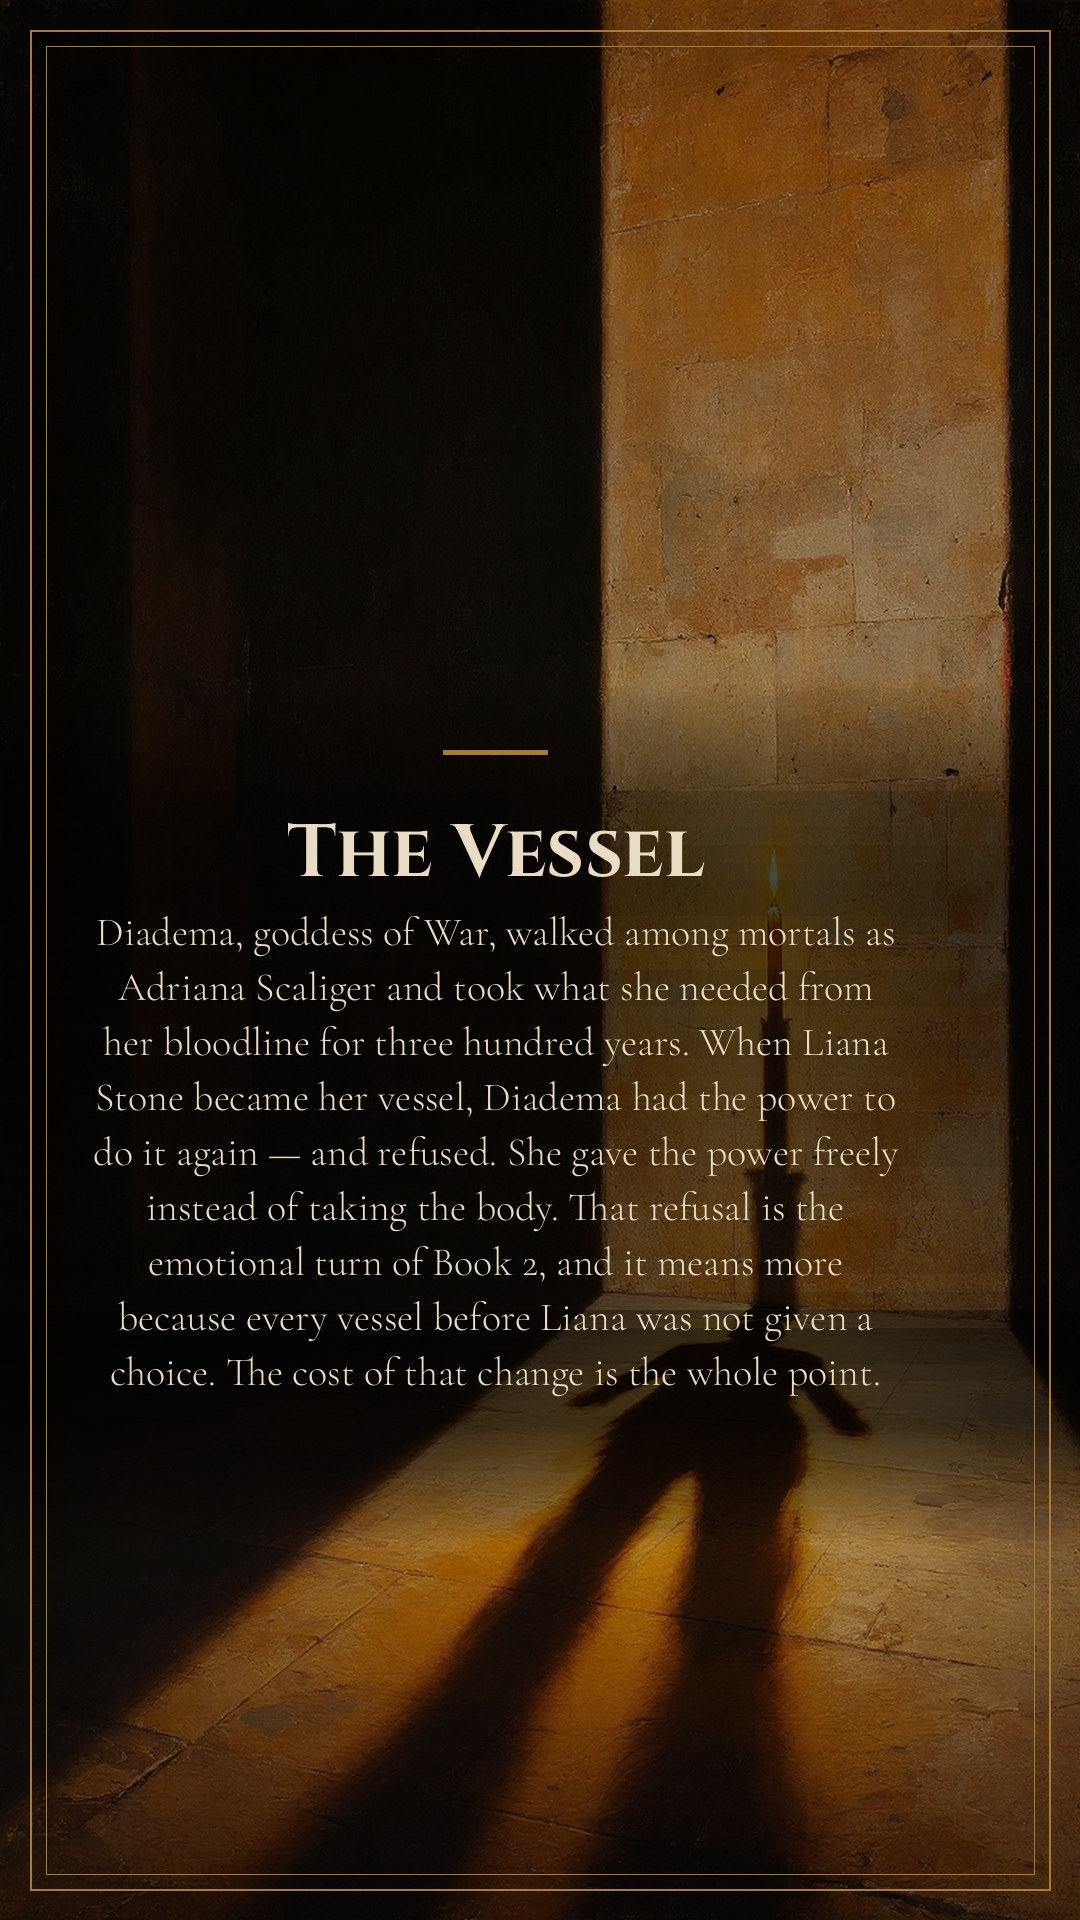 The Vessel
Diadema, goddess of War, walked among mortals as
Adriana Scaliger and took what she needed from
her bloodline for three hundred years. When Liana
Stone became her vessel, Diadema had the power to
do it again — and refused. She gave the power freely
instead of taking the body. That refusal is the
emotional turn of Book 2, and it means more
because every vessel before Liana was not given a
choice. The cost of that change is the whole point.